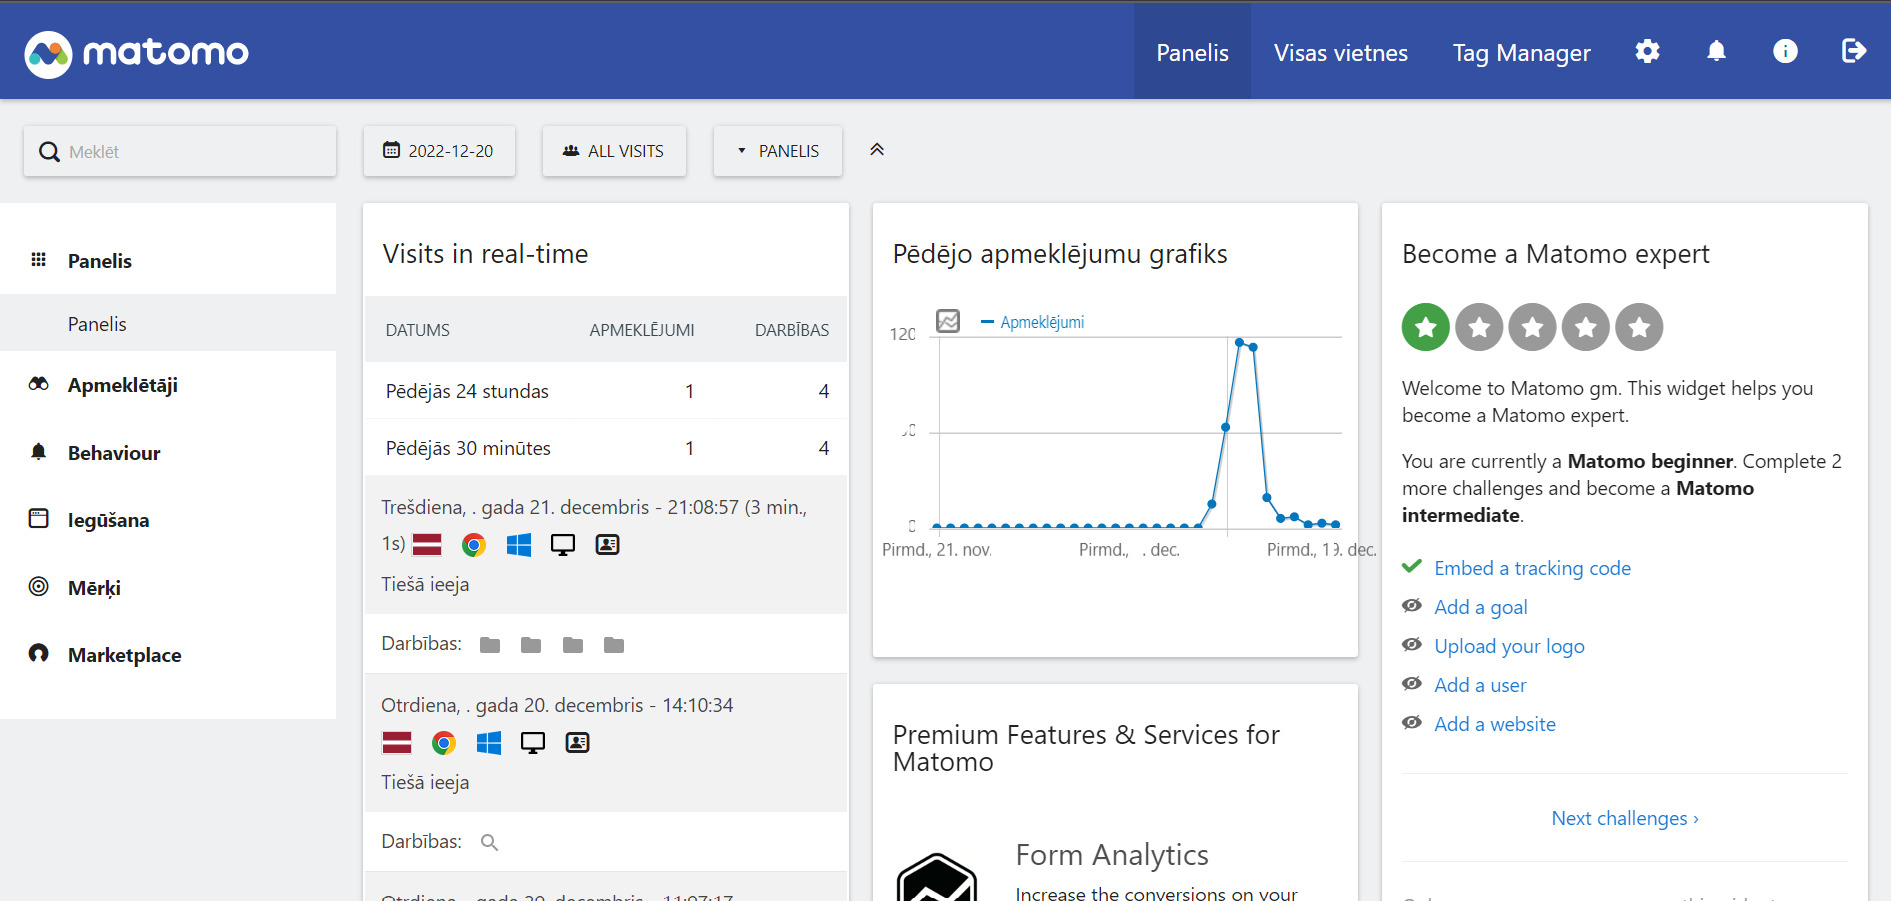 matomo
Panelis
Visas vietnes
Tag Manager
Meklēt
2022-12-20
ALL VISITS
PANELIS
Panelis
Panelis
Apmeklētāji
Behaviour
Iegūšana
Mērķi
Marketplace
Visits in real-time
DATUMS APMEKLĒJUMI DARBĪBAS
Pēdējās 24 stundas 1 4
Pēdējās 30 minūtes 1 4
Trešdiena, . gada 21. decembris - 21:08:57 (3 min.,
1s)
Tiešā ieeja
Darbības:
Otrdiena, . gada 20. decembris - 14:10:34
Tiešā ieeja
Darbības:
Pēdējo apmeklējumu grafiks
Apmeklējumi
120
0
Pirmd., 21. nov.
Pirmd., . dec.
Pirmd., 19. dec.
Premium Features & Services for
Matomo
Form Analytics
Increase the conversions on your
Become a Matomo expert
Welcome to Matomo gm. This widget helps you
become a Matomo expert.
You are currently a Matomo beginner. Complete 2
more challenges and become a Matomo
intermediate.
Embed a tracking code
Add a goal
Upload your logo
Add a user
Add a website
Next challenges ›